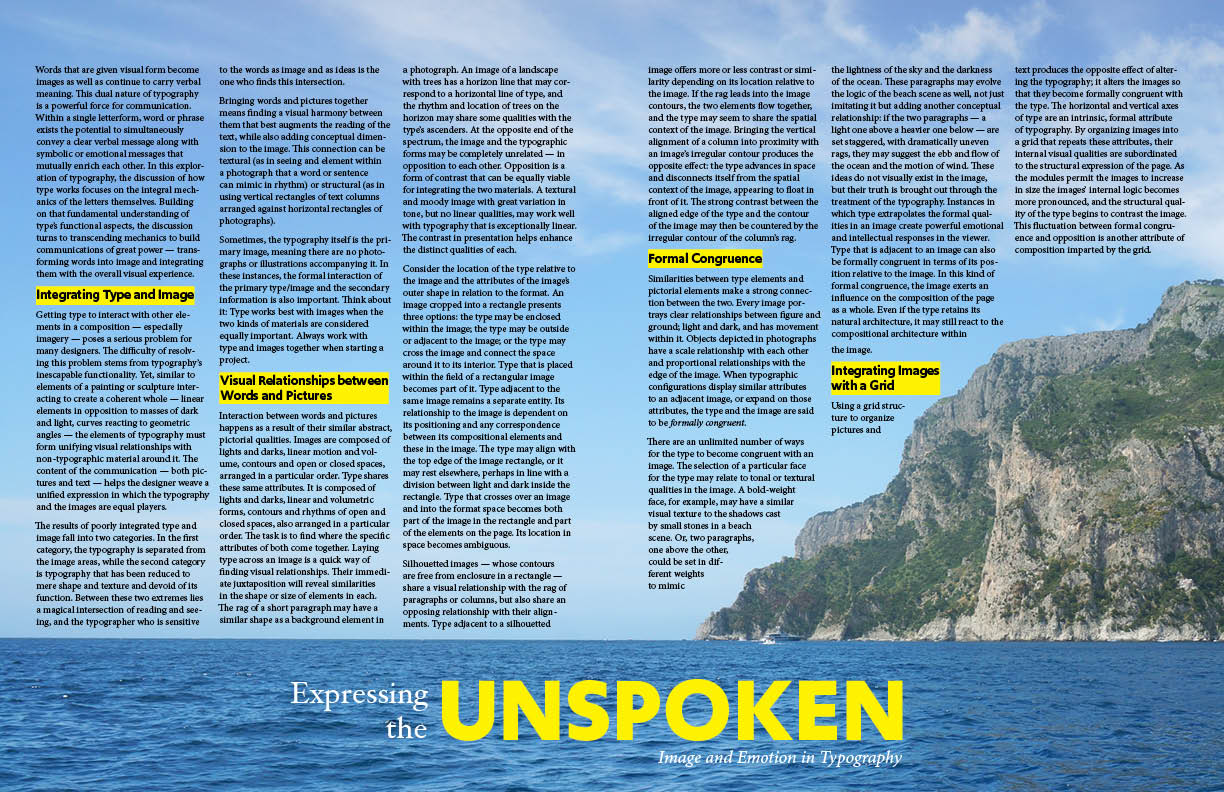 Words that are given visual form become
images as well as continue to carry verbal
meaning. This dual nature of typography
is a powerful force for communication.
Within a single letterform, word or phrase
exists the potential to simultaneously
convey a clear verbal message along with
symbolic or emotional messages that
mutually enrich each other. In this explor-
ation of typography, the discussion of how
type works focuses on the integral mech-
anics of the letters themselves. Building
on that fundamental understanding of
type's functional aspects, the discussion
turns to transcending mechanics to build
communications of great power — trans-
forming words into image and integrating
them with the overall visual experience.
Integrating Type and Image
Getting type to interact with other ele-
ments in a composition — especially
imagery — poses a serious problem for
many designers. The difficulty of resolv-
ing this problem stems from typography's
inescapable functionality. Yet, similar to
elements of a painting or sculpture inter-
acting to create a coherent whole — linear
elements in opposition to masses of dark
and light, curves reacting to geometric
angles — the elements of typography must
form unifying visual relationships with
non-typographic material around it. The
content of the communication — both pic-
tures and text — helps the designer weave a
unified expression in which the typography
and the images are equal players.
The results of poorly integrated type and
image fall into two categories. In the first
category, the typography is separated from
the image areas, while the second category
is typography that has been reduced to
mere shape and texture and devoid of its
function. Between these two extremes lies
a magical intersection of reading and see-
ing, and the typographer who is sensitive
to the words as image and as ideas is the
one who finds this intersection.
Bringing words and pictures together
means finding a visual harmony between
them that best augments the reading of the
text, while also adding conceptual dimen-
sion to the image. This connection can be
textural (as in seeing and element within
a photograph that a word or sentence
can mimic in rhythm) or structural (as in
using vertical rectangles of text columns
arranged against horizontal rectangles of
photographs).
Sometimes, the typography itself is the pri-
mary image, meaning there are no photo-
graphs or illustrations accompanying it. In
these instances, the formal interaction of
the primary type/image and the secondary
information is also important. Think about
it: Type works best with images when the
two kinds of materials are considered
equally important. Always work with
type and images together when starting a
project.
Visual Relationships between
Words and Pictures
Interaction between words and pictures
happens as a result of their similar abstract,
pictorial qualities. Images are composed of
lights and darks, linear motion and vol-
ume, contours and open or closed spaces,
arranged in a particular order. Type shares
these same attributes. It is composed of
lights and darks, linear and volumetric
forms, contours and rhythms of open and
closed spaces, also arranged in a particular
order. The task is to find where the specific
attributes of both come together. Laying
type across an image is a quick way of
finding visual relationships. Their immedi-
ate juxtaposition will reveal similarities
in the shape or size of elements in each.
The rag of a short paragraph may have a
similar shape as a background element in
a photograph. An image of a landscape
with trees has a horizon line that may cor-
respond to a horizontal line of type, and
the rhythm and location of trees on the
horizon may share some qualities with the
type's ascenders. At the opposite end of the
spectrum, the image and the typographic
forms may be completely unrelated — in
opposition to each other. Opposition is a
form of contrast that can be equally viable
for integrating the two materials. A textural
and moody image with great variation in
tone, but no linear qualities, may work well
with typography that is exceptionally linear.
The contrast in presentation helps enhance
the distinct qualities of each.
Consider the location of the type relative to
the image and the attributes of the image's
outer shape in relation to the format. An
image cropped into a rectangle presents
three options: the type may be enclosed
within the image; the type may be outside
or adjacent to the image; or the type may
cross the image and connect the space
around it to its interior. Type that is placed
within the field of a rectangular image
becomes part of it. Type adjacent to the
same image remains a separate entity. Its
relationship to the image is dependent on
its positioning and any correspondence
between its compositional elements and
these in the image. The type may align with
the top edge of the image rectangle, or it
may rest elsewhere, perhaps in line with a
division between light and dark inside the
rectangle. Type that crosses over an image
and into the format space becomes both
part of the image in the rectangle and part
of the elements on the page. Its location in
space becomes ambiguous.
Silhouetted images — whose contours
are free from enclosure in a rectangle —
share a visual relationship with the rag of
paragraphs or columns, but also share an
opposing relationship with their align-
ments. Type adjacent to a silhouetted
image offers more or less contrast or simi-
larity depending on its location relative to
the image. If the rag leads into the image
contours, the two elements flow together,
and the type may seem to share the spatial
context of the image. Bringing the vertical
alignment of a column into proximity with
an image's irregular contour produces the
opposite effect: the type advances in space
and disconnects itself from the spatial
context of the image, appearing to float in
front of it. The strong contrast between the
aligned edge of the type and the contour
of the image may then be countered by the
irregular contour of the column's rag.
Formal Congruence
Similarities between type elements and
pictorial elements make a strong connec-
tion between the two. Every image por-
trays clear relationships between figure and
ground; light and dark, and has movement
within it. Objects depicted in photographs
have a scale relationship with each other
and proportional relationships with the
edge of the image. When typographic
configurations display similar attributes
to an adjacent image, or expand on those
attributes, the type and the image are said
to be formally congruent.
There are an unlimited number of ways
for the type to become congruent with an
image. The selection of a particular face
for the type may relate to tonal or textural
qualities in the image. A bold-weight
face, for example, may have a similar
visual texture to the shadows cast
by small stones in a beach
scene. Or, two paragraphs,
one above the other,
could be set in dif-
ferent weights
to mimic
the lightness of the sky and the darkness
of the ocean. These paragraphs may evolve
the logic of the beach scene as well, not just
imitating it but adding another conceptual
relationship: if the two paragraphs — a
light one above a heavier one below — are
set staggered, with dramatically uneven
rags, they may suggest the ebb and flow of
the ocean and the motion of wind. These
ideas do not visually exist in the image,
but their truth is brought out through the
treatment of typography. Instances in
which type extrapolates the formal qual-
ities in an image create powerful emotional
and intellectual responses in the viewer.
Type that is adjacent to an image can also
be formally congruent in terms of its pos-
ition relative to the image. In this kind of
formal congruence, the image exerts an
influence on the composition of the page
as a whole. Even if the type retains its
natural architecture, it may still react to the
compositional architecture within
the image.
Integrating Images
with a Grid
Using a grid struc-
ture to organize
pictures and
text produces the opposite effect of alter-
ing the typography; it alters the images so
that they become formally congruent with
the type. The horizontal and vertical axes
of type are an intrinsic, formal attribute
of typography. By organizing images into
a grid that repeats these attributes, their
internal visual qualities are subordinated
to the structural expression of the page. As
the modules permit the images to increase
in size the images' internal logic becomes
more pronounced, and the structural qual-
ity of the type begins to contrast the image.
This fluctuation between formal congru-
ence and opposition is another attribute of
composition imparted by the grid.
Expressing
the UNSPOKEN
Image and Emotion in Typography